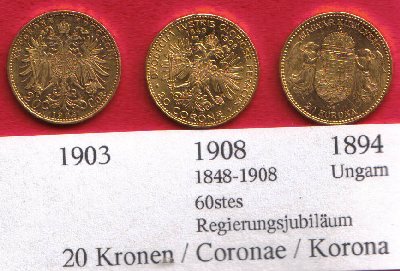 1903 1908 1894
1848-1908 Ungarn
60stes
Regierungsjubiläum
20 Kronen / Coronae / Korona